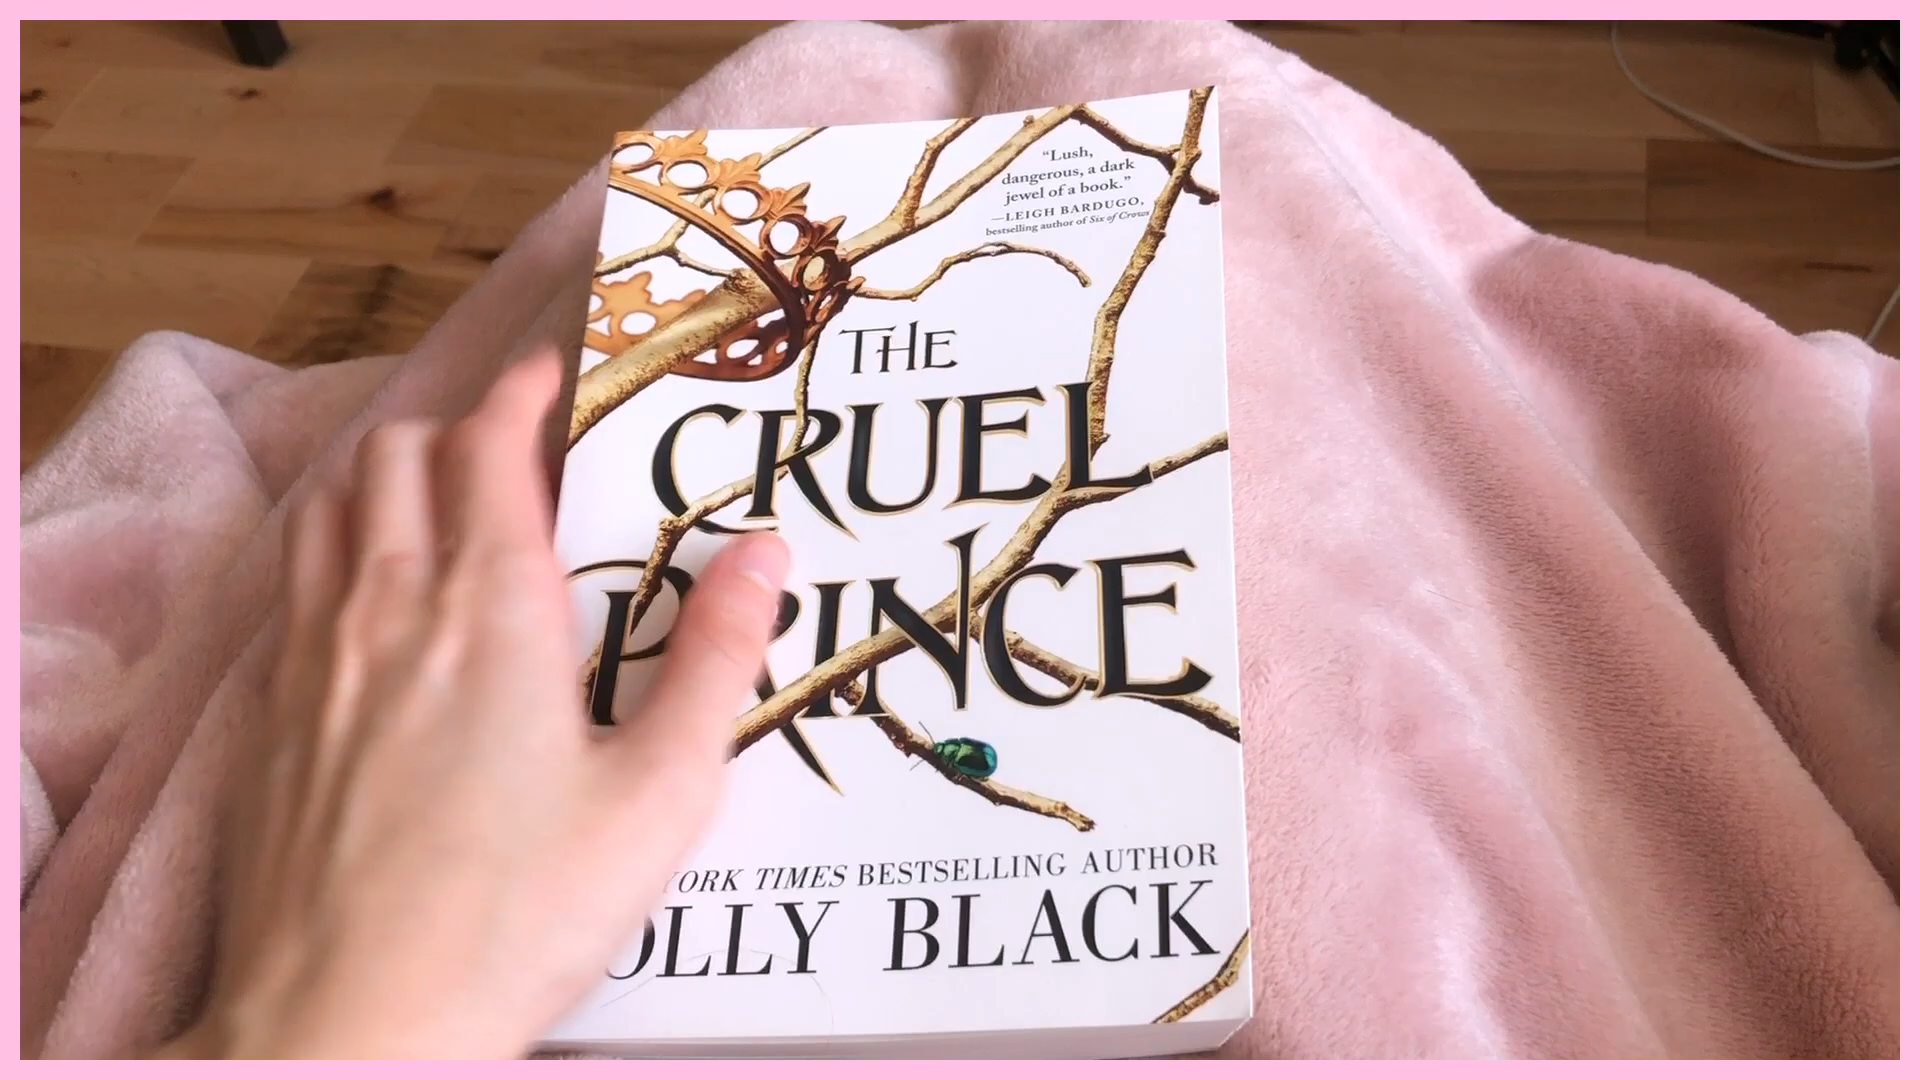 “Lush,
dangerous, a dark
jewel of a book.”
—LEIGH BARDUGO,
bestselling author of Six of Crows
THE
CRUEL
PRINCE
YORK TIMES BESTSELLING AUTHOR
OLLY BLACK